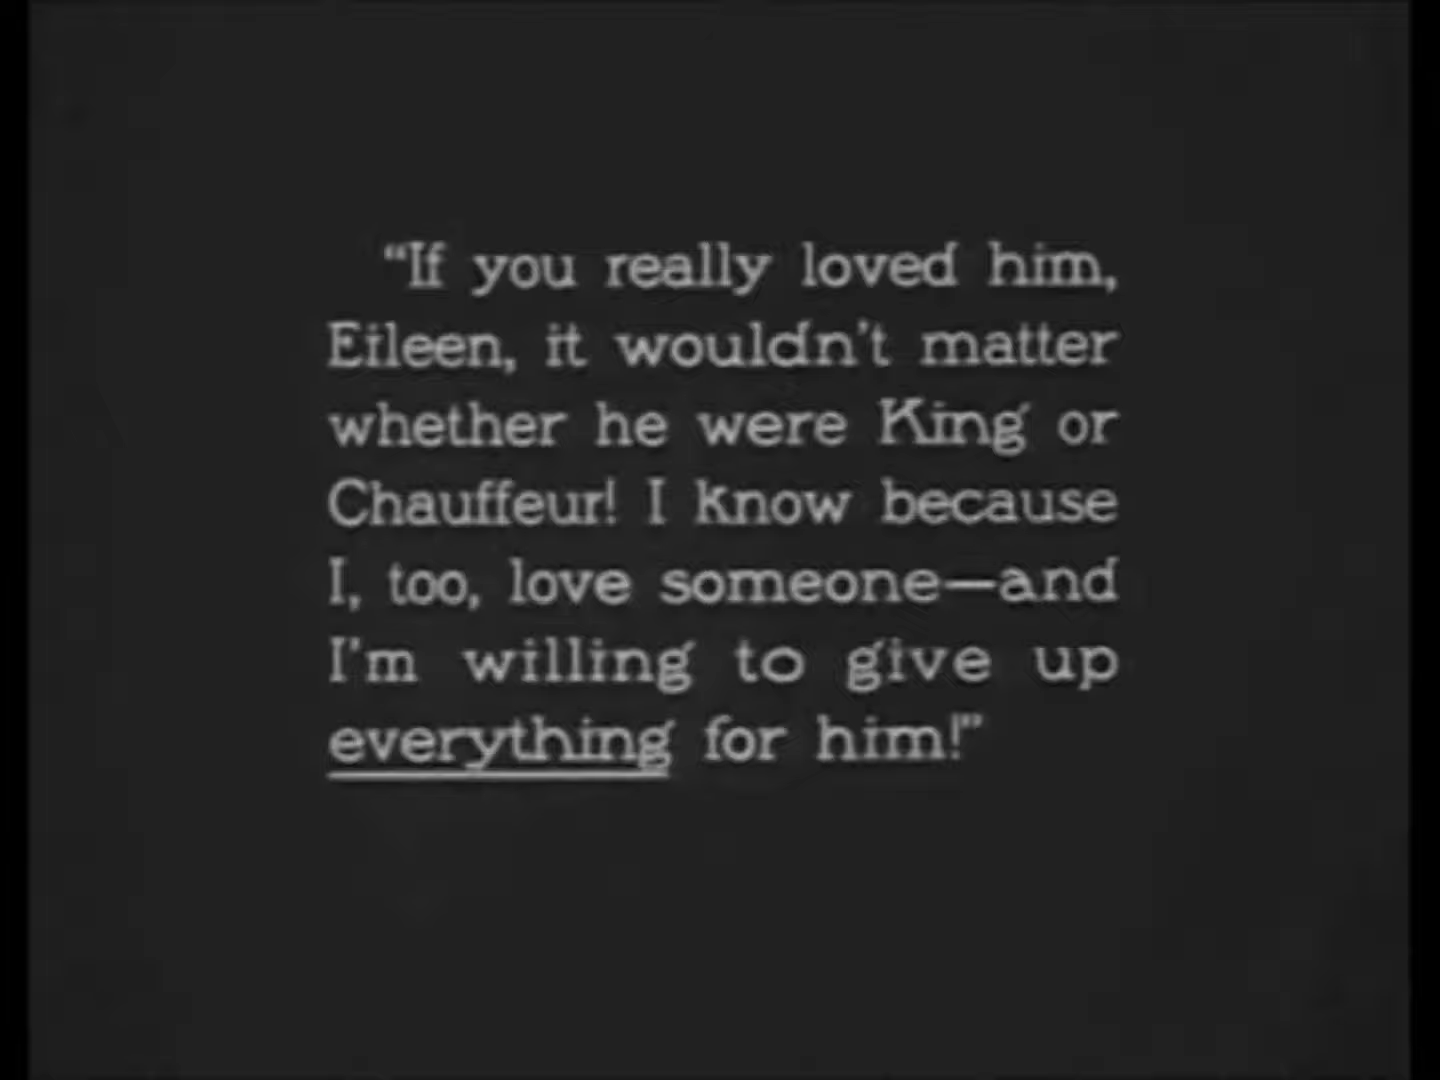 “If you really loved him,
Eileen, it wouldn't matter
whether he were King or
Chauffeur! I know because
I, too, love someone—and
I'm willing to give up
everything for him!”